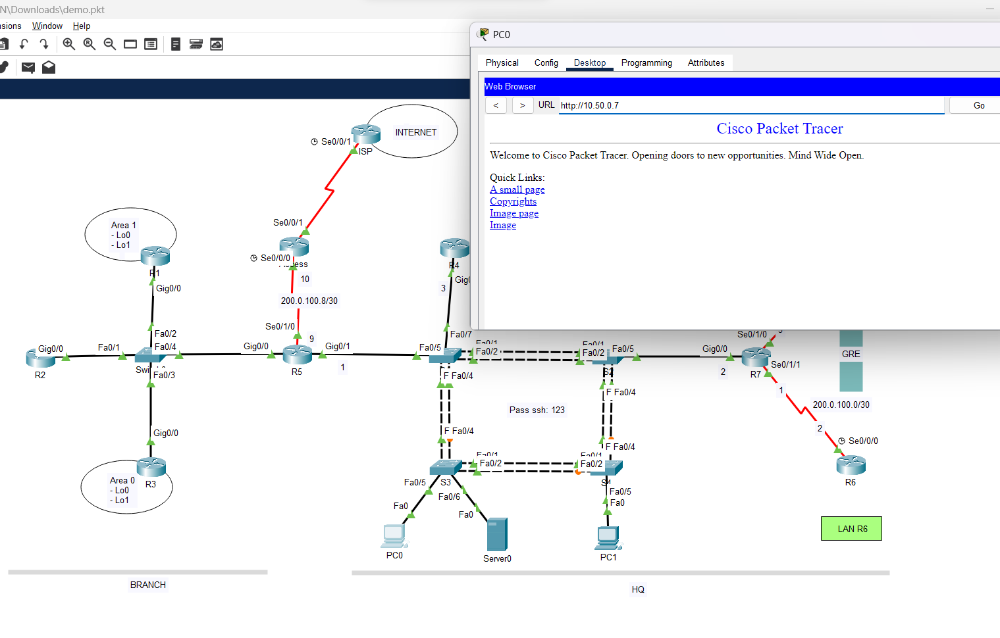 N\Downloads\demo.pkt
Window Help
PC0
Physical Config Desktop Programming Attributes
Web Browser
< > URL http://10.50.0.7 Go
Cisco Packet Tracer
Welcome to Cisco Packet Tracer. Opening doors to new opportunities. Mind Wide Open.
Quick Links:
A small page
Copyrights
Image page
Image
INTERNET
Se0/0/1
ISP
Se0/0/1
Se0/0/0
10
200.0.100.8/30
Se0/1/0
9
Area 1
- Lo0
- Lo1
R1
Gig0/0
Fa0/2
Fa0/4
Fa0/1
Gig0/0
R2
Fa0/3
Gig0/0
R3
Area 0
- Lo0
- Lo1
Gig0/0
R5
Gig0/1
1
R4
3
Fa0/7
Fa0/5
Fa0/1
Fa0/2
Fa0/1
Fa0/2
Fa0/5
S2
F Fa0/4
F Fa0/4
Pass ssh: 123
F Fa0/4
F Fa0/4
Fa0/1
Fa0/2
Fa0/1
Fa0/2
S3
S4
Fa0/5
Fa0/6
Fa0
Fa0
Fa0/5
Fa0
PC0
Server0
PC1
Gig0/0
2
Se0/1/0
R7
Se0/1/1
1
200.0.100.0/30
2
Se0/0/0
R6
GRE
LAN R6
BRANCH
HQ